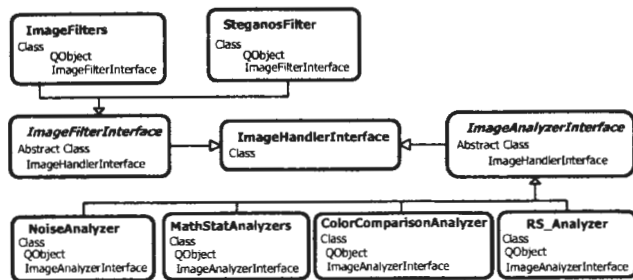 ImageFilters
Class
QObject
ImageFilterInterface
SteganosFilter
Class
QObject
ImageFilterInterface
ImageFilterInterface
Abstract Class
ImageHandlerInterface
ImageHandlerInterface
Class
ImageAnalyzerInterface
Abstract Class
ImageHandlerInterface
NoiseAnalyzer
Class
QObject
ImageAnalyzerInterface
MathStatAnalyzers
Class
QObject
ImageAnalyzerInterface
ColorComparisonAnalyzer
Class
QObject
ImageAnalyzerInterface
RS_Analyzer
Class
QObject
ImageAnalyzerInterface